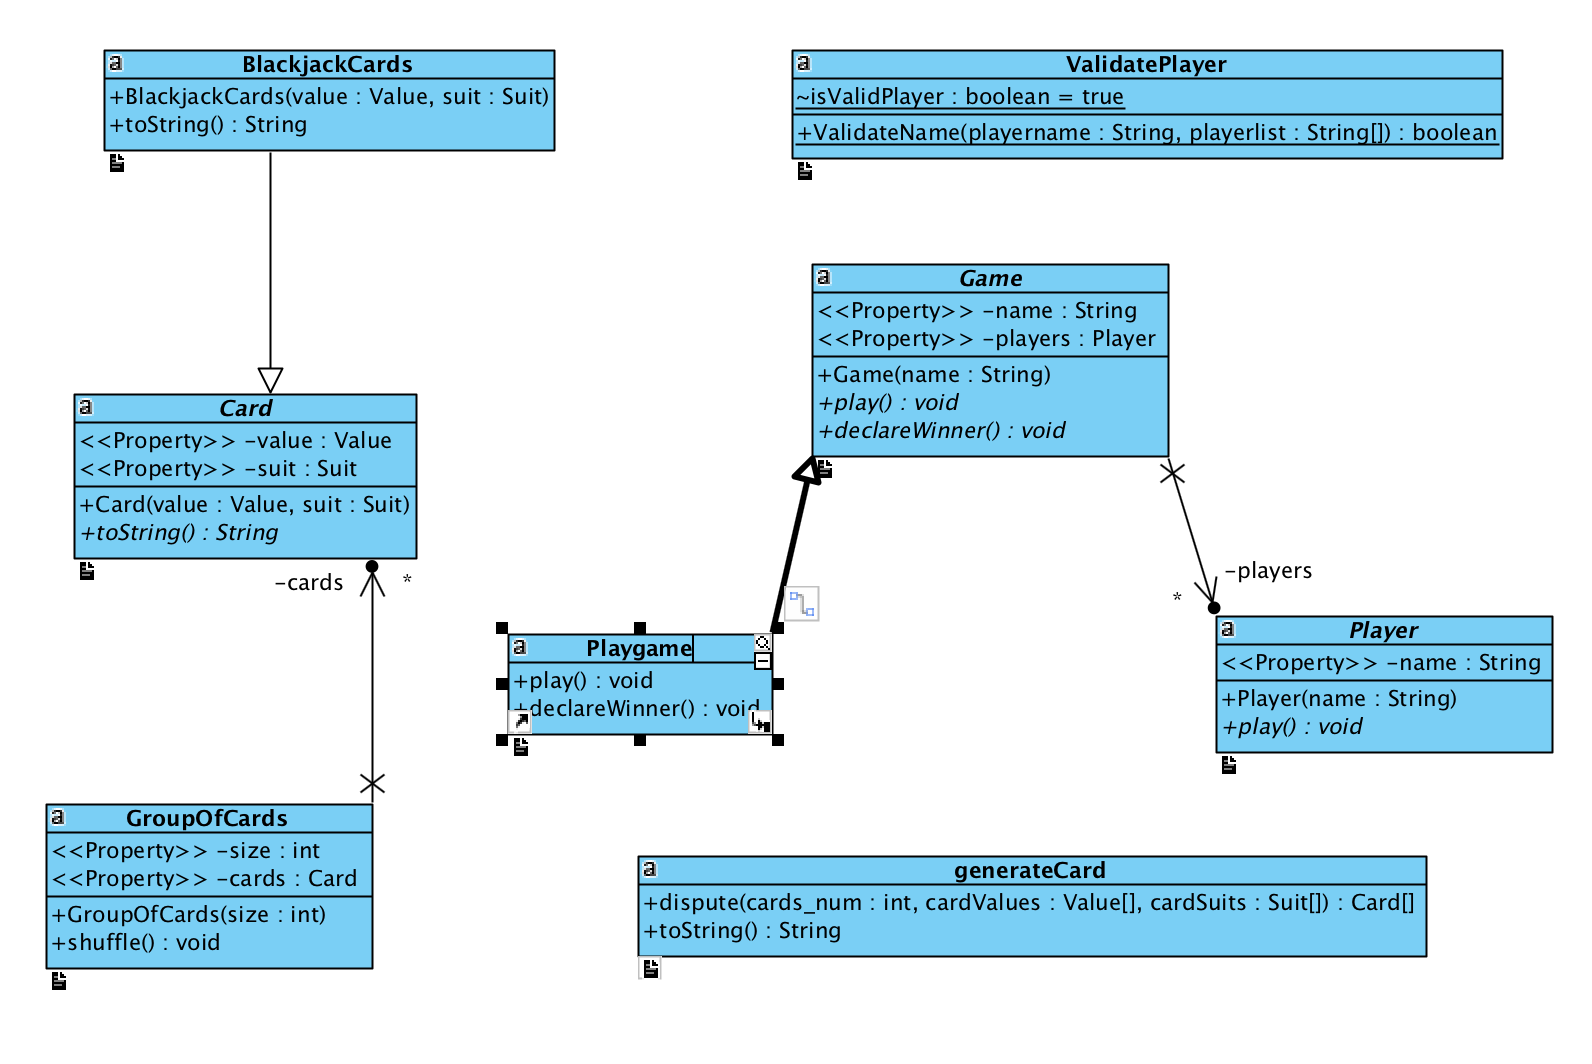 BlackjackCards
+BlackjackCards(value : Value, suit : Suit)
+toString() : String
ValidatePlayer
~isValidPlayer : boolean = true
+ValidateName(playername : String, playerlist : String[]) : boolean
Game
<<Property>> -name : String
<<Property>> -players : Player
+Game(name : String)
+play() : void
+declareWinner() : void
Card
<<Property>> -value : Value
<<Property>> -suit : Suit
+Card(value : Value, suit : Suit)
+toString() : String
-cards
*
-players
*
Playgame
+play() : void
+declareWinner() : void
Player
<<Property>> -name : String
+Player(name : String)
+play() : void
GroupOfCards
<<Property>> -size : int
<<Property>> -cards : Card
+GroupOfCards(size : int)
+shuffle() : void
generateCard
+dispute(cards_num : int, cardValues : Value[], cardSuits : Suit[]) : Card[]
+toString() : String